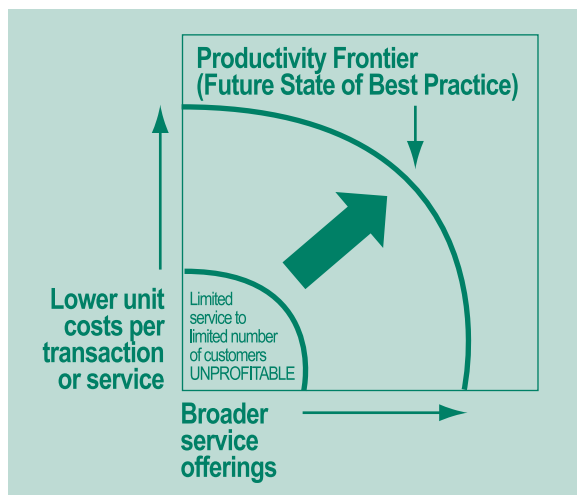 Productivity Frontier
(Future State of Best Practice)
Lower unit
costs per
transaction
or service
Limited
service to
limited number
of customers
UNPROFITABLE
Broader
service
offerings